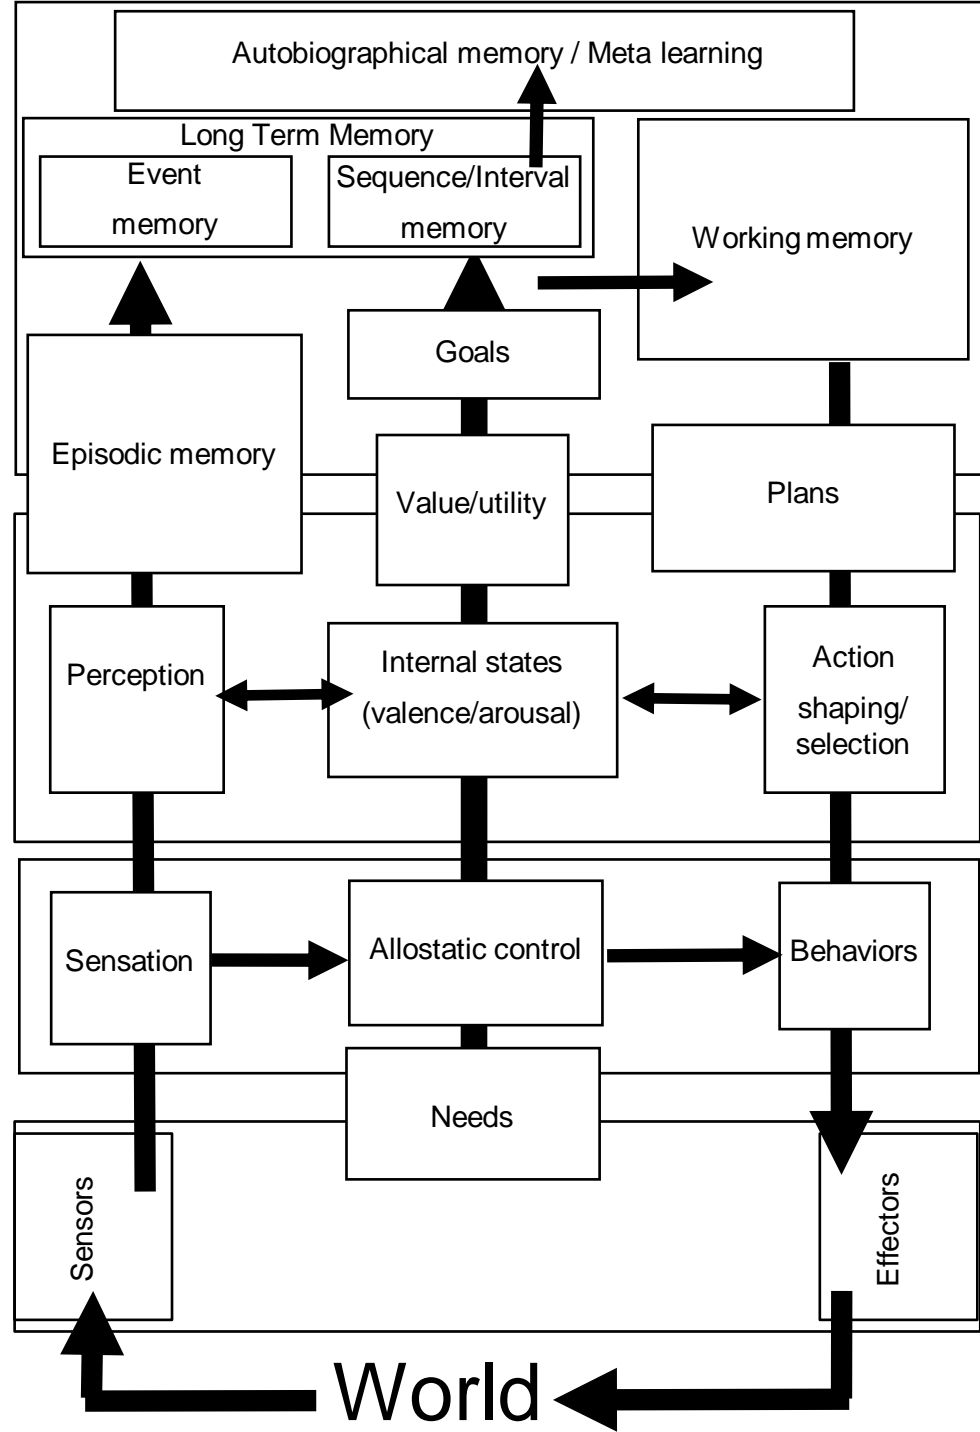 Autobiographical memory / Meta learning
Long Term Memory
Event
memory
Sequence/Interval
memory
Working memory
Goals
Episodic memory
Value/utility
Plans
Perception
Internal states
(valence/arousal)
Action
shaping/
selection
Sensation
Allostatic control
Behaviors
Needs
Sensors
Effectors
World